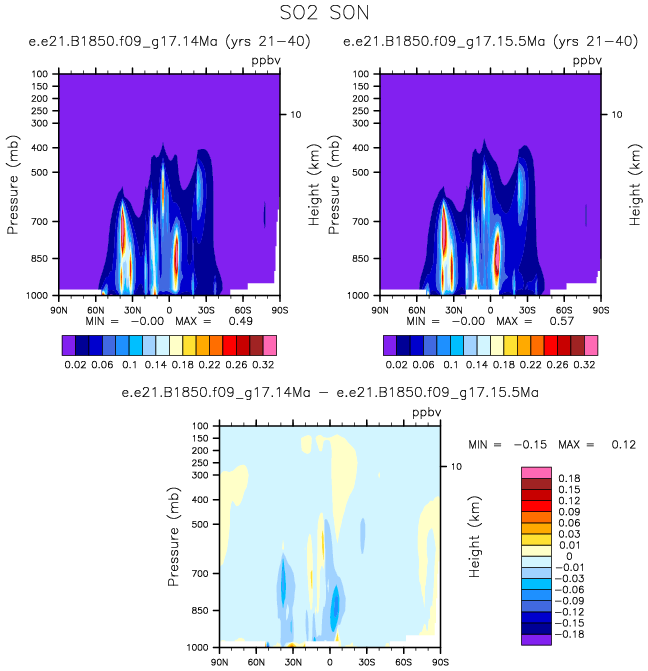 SO2 SON
e.e21.B1850.f09_g17.14Ma (yrs 21-40)
ppbv
Pressure (mb)
100
150
200
250
300
400
500
700
850
1000
10
Height (km)
90N 60N 30N 0 30S 60S 90S
MIN = -0.00 MAX = 0.49
0.02 0.06 0.1 0.14 0.18 0.22 0.26 0.32
e.e21.B1850.f09_g17.15.5Ma (yrs 21-40)
ppbv
Pressure (mb)
100
150
200
250
300
400
500
700
850
1000
10
Height (km)
90N 60N 30N 0 30S 60S 90S
MIN = -0.00 MAX = 0.57
0.02 0.06 0.1 0.14 0.18 0.22 0.26 0.32
e.e21.B1850.f09_g17.14Ma - e.e21.B1850.f09_g17.15.5Ma
ppbv
Pressure (mb)
100
150
200
250
300
400
500
700
850
1000
10
Height (km)
90N 60N 30N 0 30S 60S 90S
MIN = -0.15 MAX = 0.12
0.18
0.15
0.12
0.09
0.06
0.03
0.01
0
-0.01
-0.03
-0.06
-0.09
-0.12
-0.15
-0.18